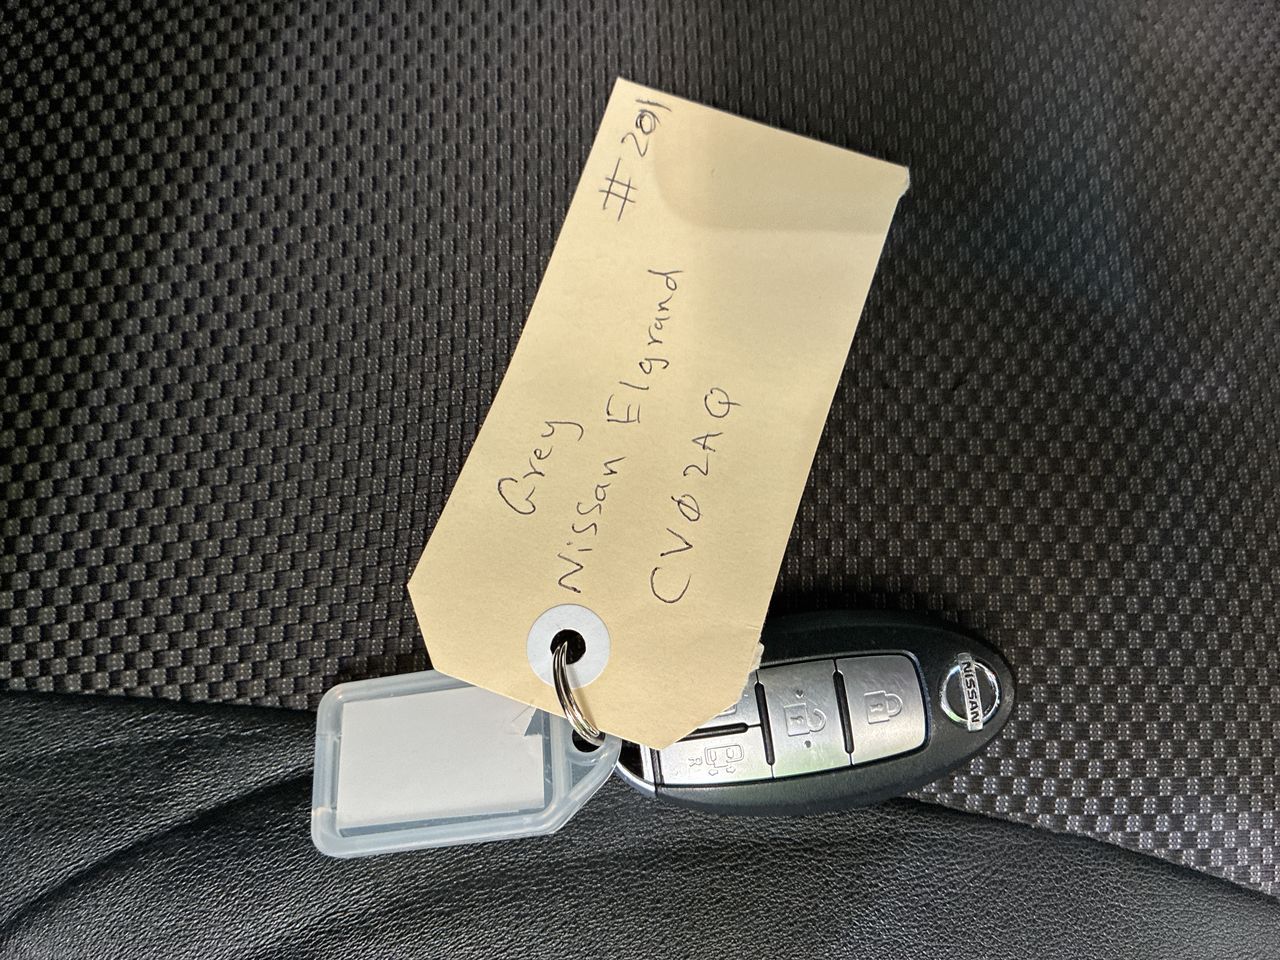 #201
Grey
Nissan Elgrand
CV02AQ
NISSAN
R